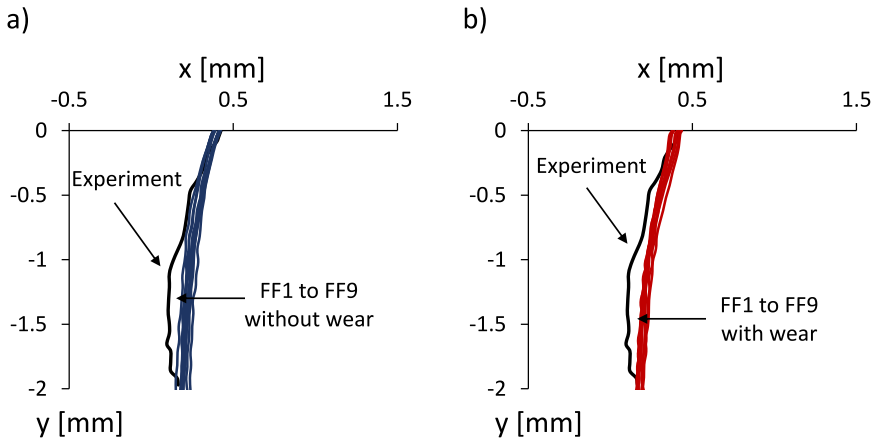 a)
x [mm]
-0.5 0.5 1.5
0
Experiment
-0.5
-1
FF1 to FF9
without wear
-1.5
-2
y [mm]
b)
x [mm]
-0.5 0.5 1.5
0
Experiment
-0.5
-1
FF1 to FF9
with wear
-1.5
-2
y [mm]